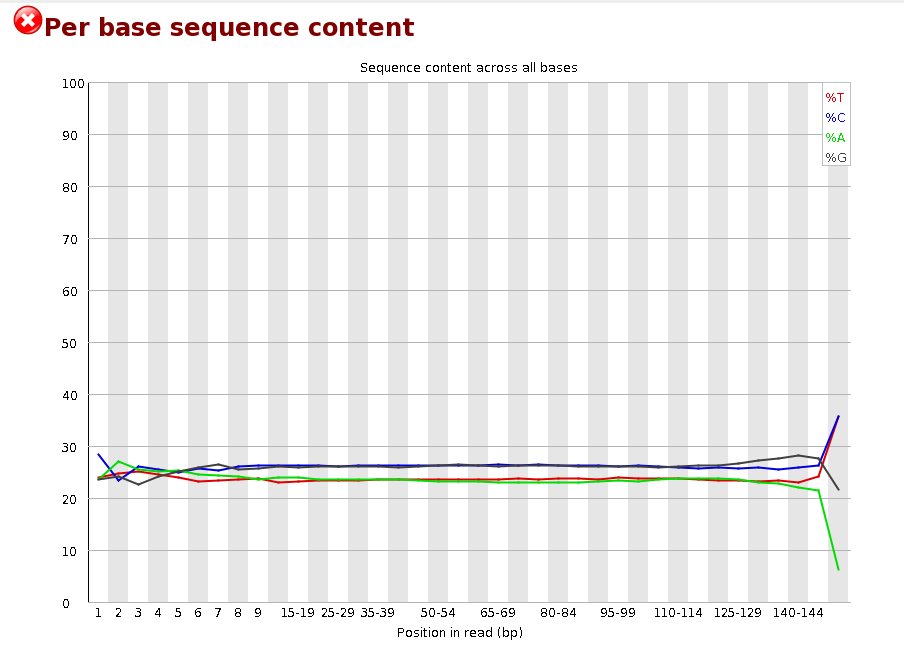 Per base sequence content
Sequence content across all bases
100
90
80
70
60
50
40
30
20
10
0
%T
%C
%A
%G
1 2 3 4 5 6 7 8 9 15-19 25-29 35-39 50-54 65-69 80-84 95-99 110-114 125-129 140-144
Position in read (bp)